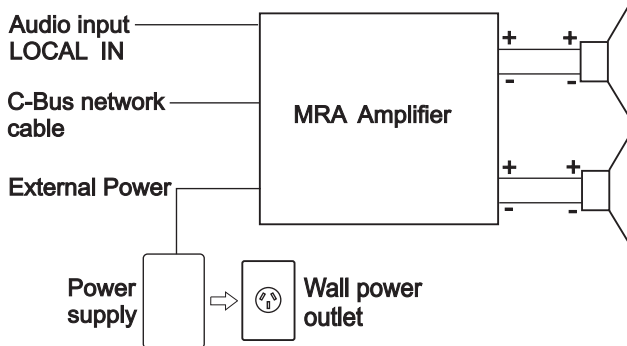 Audio input
LOCAL IN
C-Bus network
cable
External Power
MRA Amplifier
+ +
- -
+ +
- -
Power
supply
Wall power
outlet